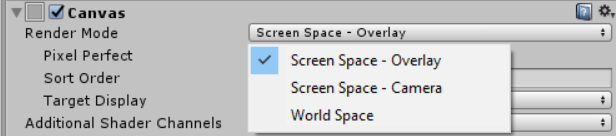 Canvas
Render Mode Screen Space - Overlay
Pixel Perfect Screen Space - Overlay
Sort Order Screen Space - Camera
Target Display World Space
Additional Shader Channels